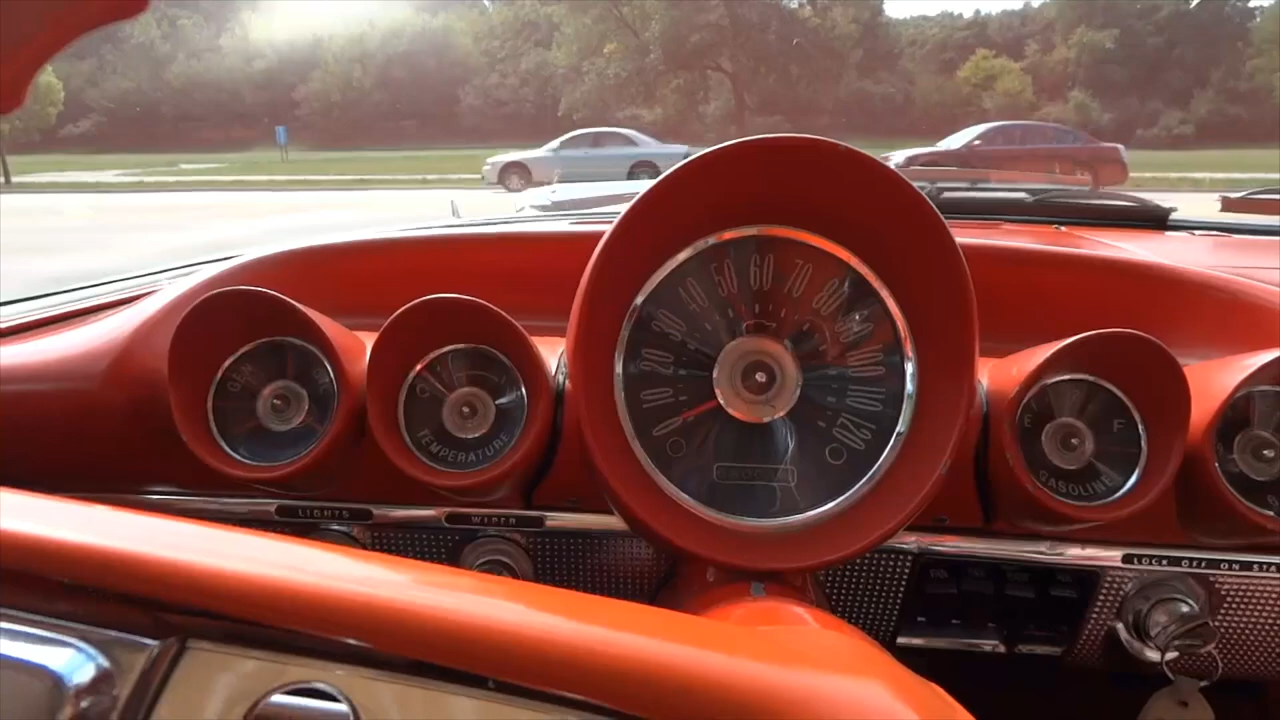 GEN
TEMPERATURE
0 10 20 30 40 50 60 70 80 90 100 110 120
E F
GASOLINE
LIGHTS
WIPER
LOCK OFF ON STA